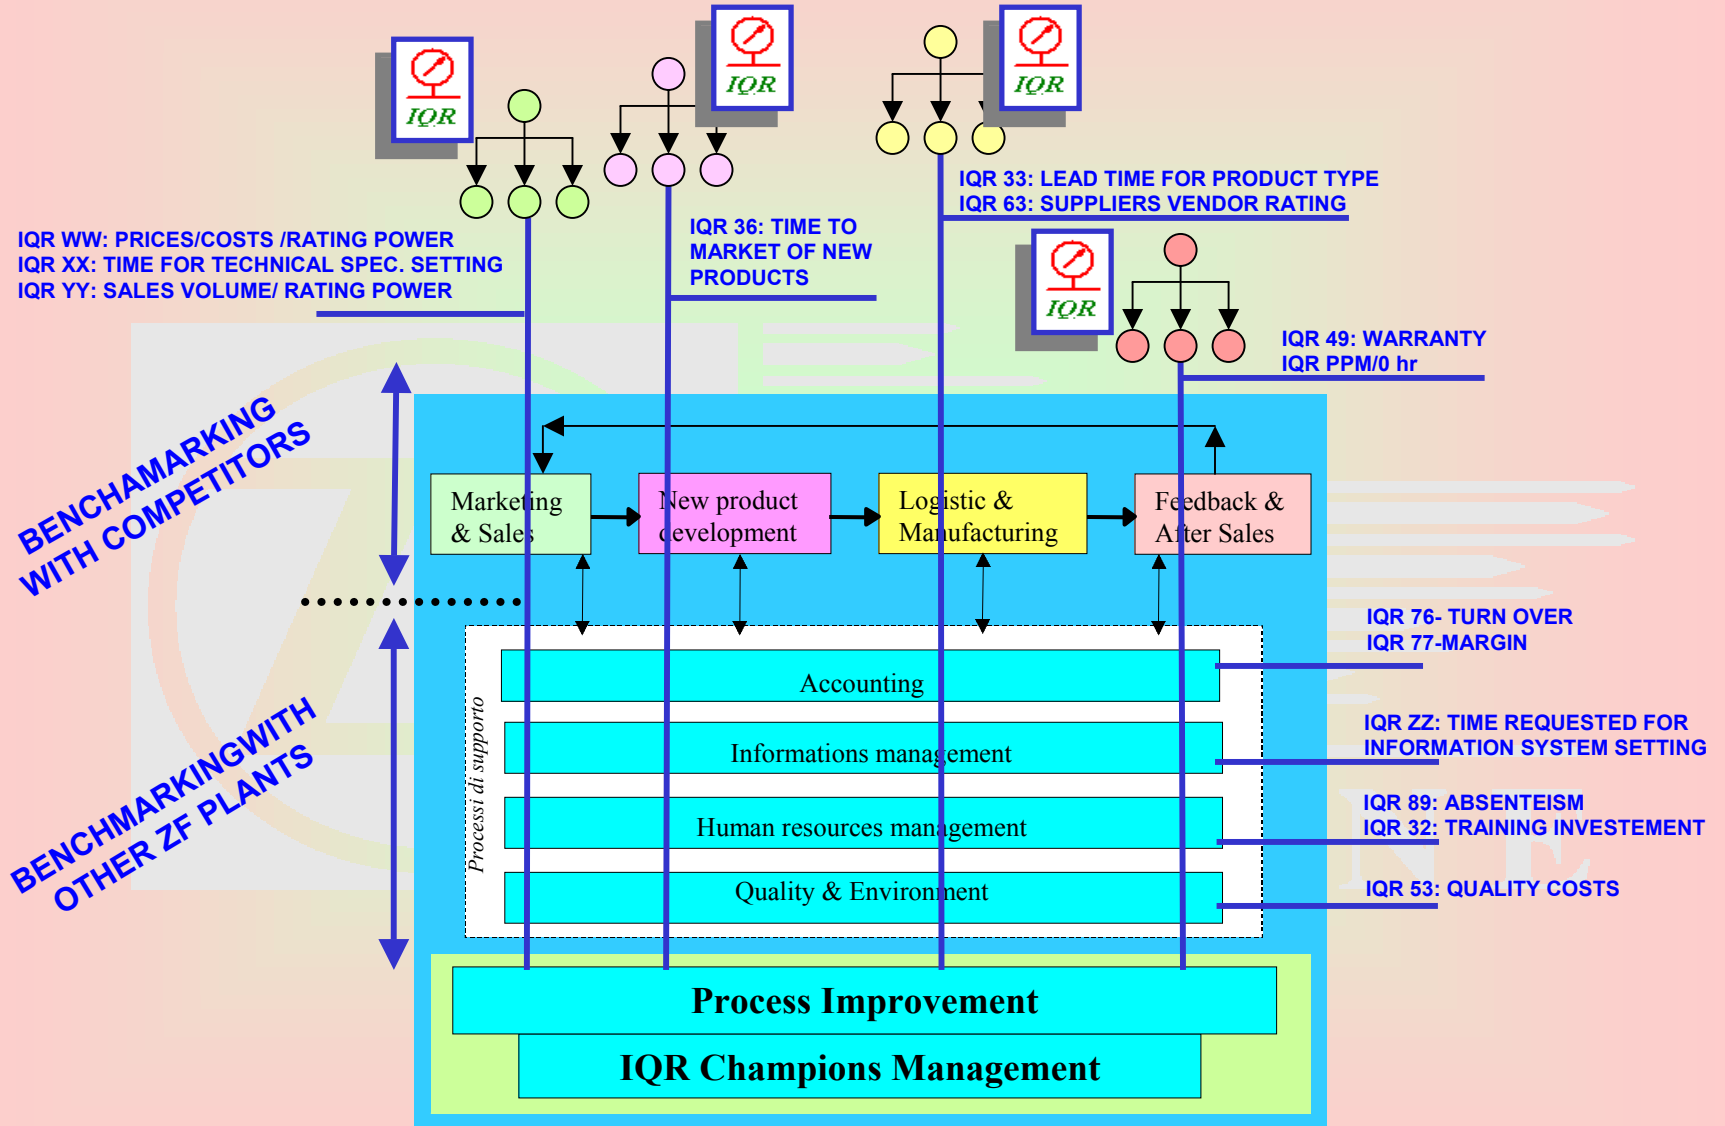 IQR
IQR
IQR
IQR 33: LEAD TIME FOR PRODUCT TYPE
IQR 63: SUPPLIERS VENDOR RATING
IQR 36: TIME TO
MARKET OF NEW
PRODUCTS
IQR WW: PRICES/COSTS /RATING POWER
IQR XX: TIME FOR TECHNICAL SPEC. SETTING
IQR YY: SALES VOLUME/ RATING POWER
IQR
IQR 49: WARRANTY
IQR PPM/0 hr
BENCHAMARKING
WITH COMPETITORS
Marketing
& Sales
New product
development
Logistic &
Manufacturing
Feedback &
After Sales
IQR 76- TURN OVER
IQR 77-MARGIN
Processi di supporto
Accounting
Informations management
Human resources management
Quality & Environment
IQR ZZ: TIME REQUESTED FOR
INFORMATION SYSTEM SETTING
IQR 89: ABSENTEISM
IQR 32: TRAINING INVESTEMENT
IQR 53: QUALITY COSTS
N E
BENCHMARKINGWITH
OTHER ZF PLANTS
Process Improvement
IQR Champions Management